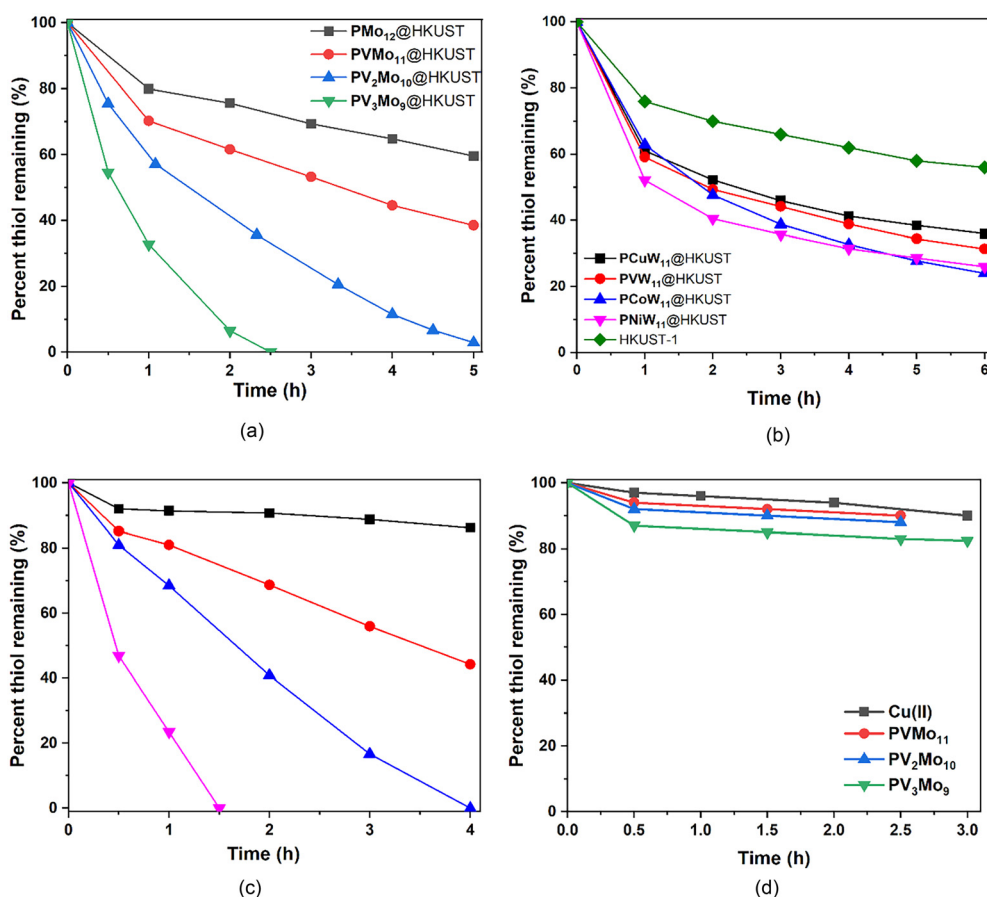 100
80
60
40
20
0
Percent thiol remaining (%)
PMo₁₂@HKUST
PVMo₁₁@HKUST
PV₂Mo₁₀@HKUST
PV₃Mo₉@HKUST
0 1 2 3 4 5
Time (h)
(a)
100
80
60
40
20
0
Percent thiol remaining (%)
PCuW₁₁@HKUST
PVW₁₁@HKUST
PCoW₁₁@HKUST
PNiW₁₁@HKUST
HKUST-1
0 1 2 3 4 5 6
Time (h)
(b)
100
80
60
40
20
0
Percent thiol remaining (%)
0 1 2 3 4
Time (h)
(c)
100
80
60
40
20
0
Percent thiol remaining (%)
Cu(II)
PVMo₁₁
PV₂Mo₁₀
PV₃Mo₉
0.0 0.5 1.0 1.5 2.0 2.5 3.0
Time (h)
(d)